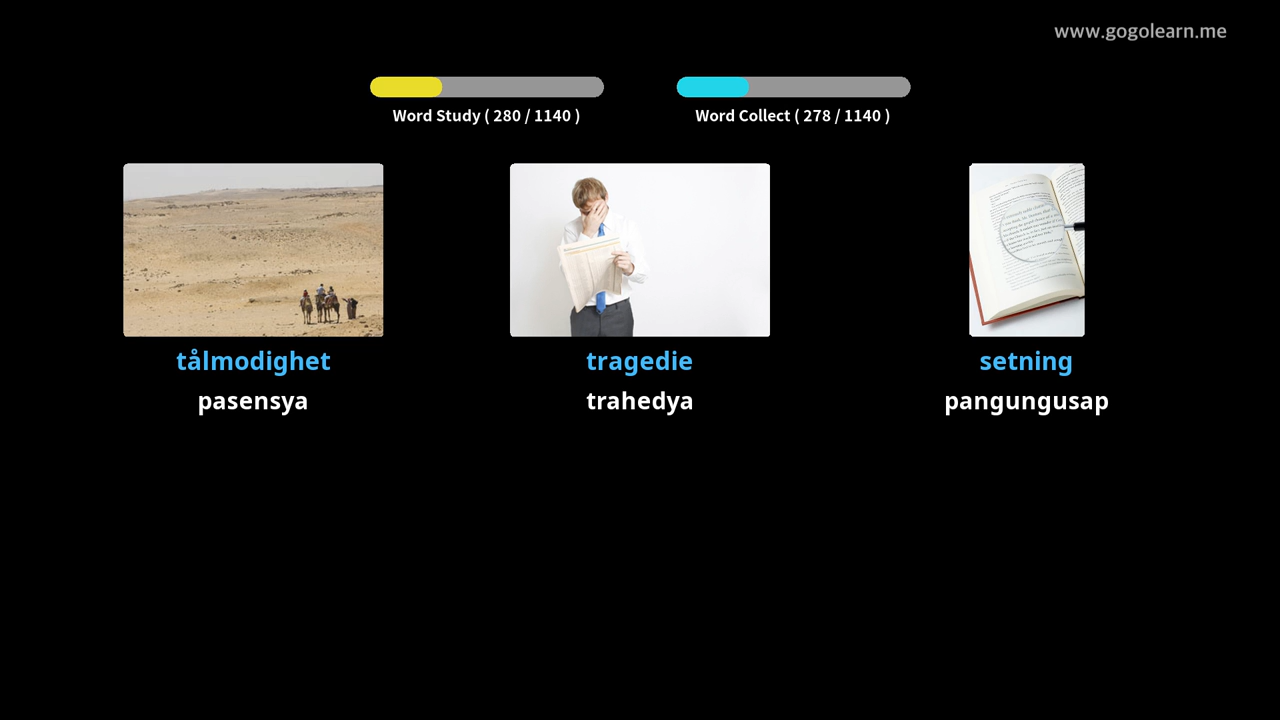 www.gogolearn.me
Word Study ( 280 / 1140 )
Word Collect ( 278 / 1140 )
tålmodighet
tragedie
setning
pasensya
trahedya
pangungusap